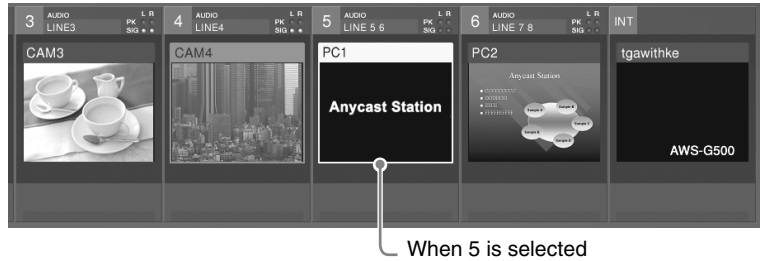 3 AUDIO L R
LINE3 PK
SIG
4 AUDIO L R
LINE4 PK
SIG
5 AUDIO L R
LINE 5 6 PK
SIG
6 AUDIO L R
LINE 7 8 PK
SIG
INT
CAM3
CAM4
PC1
Anycast Station
PC2
Anycast Station
tgawithke
AWS-G500
When 5 is selected